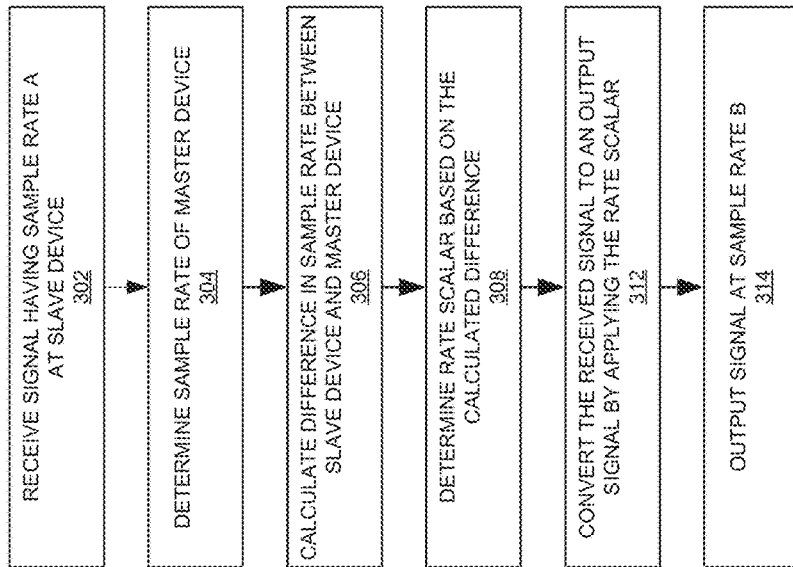 RECEIVE SIGNAL HAVING SAMPLE RATE A
AT SLAVE DEVICE
302
DETERMINE SAMPLE RATE OF MASTER DEVICE
304
CALCULATE DIFFERENCE IN SAMPLE RATE BETWEEN
SLAVE DEVICE AND MASTER DEVICE
306
DETERMINE RATE SCALAR BASED ON THE
CALCULATED DIFFERENCE
308
CONVERT THE RECEIVED SIGNAL TO AN OUTPUT
SIGNAL BY APPLYING THE RATE SCALAR
312
OUTPUT SIGNAL AT SAMPLE RATE B
314